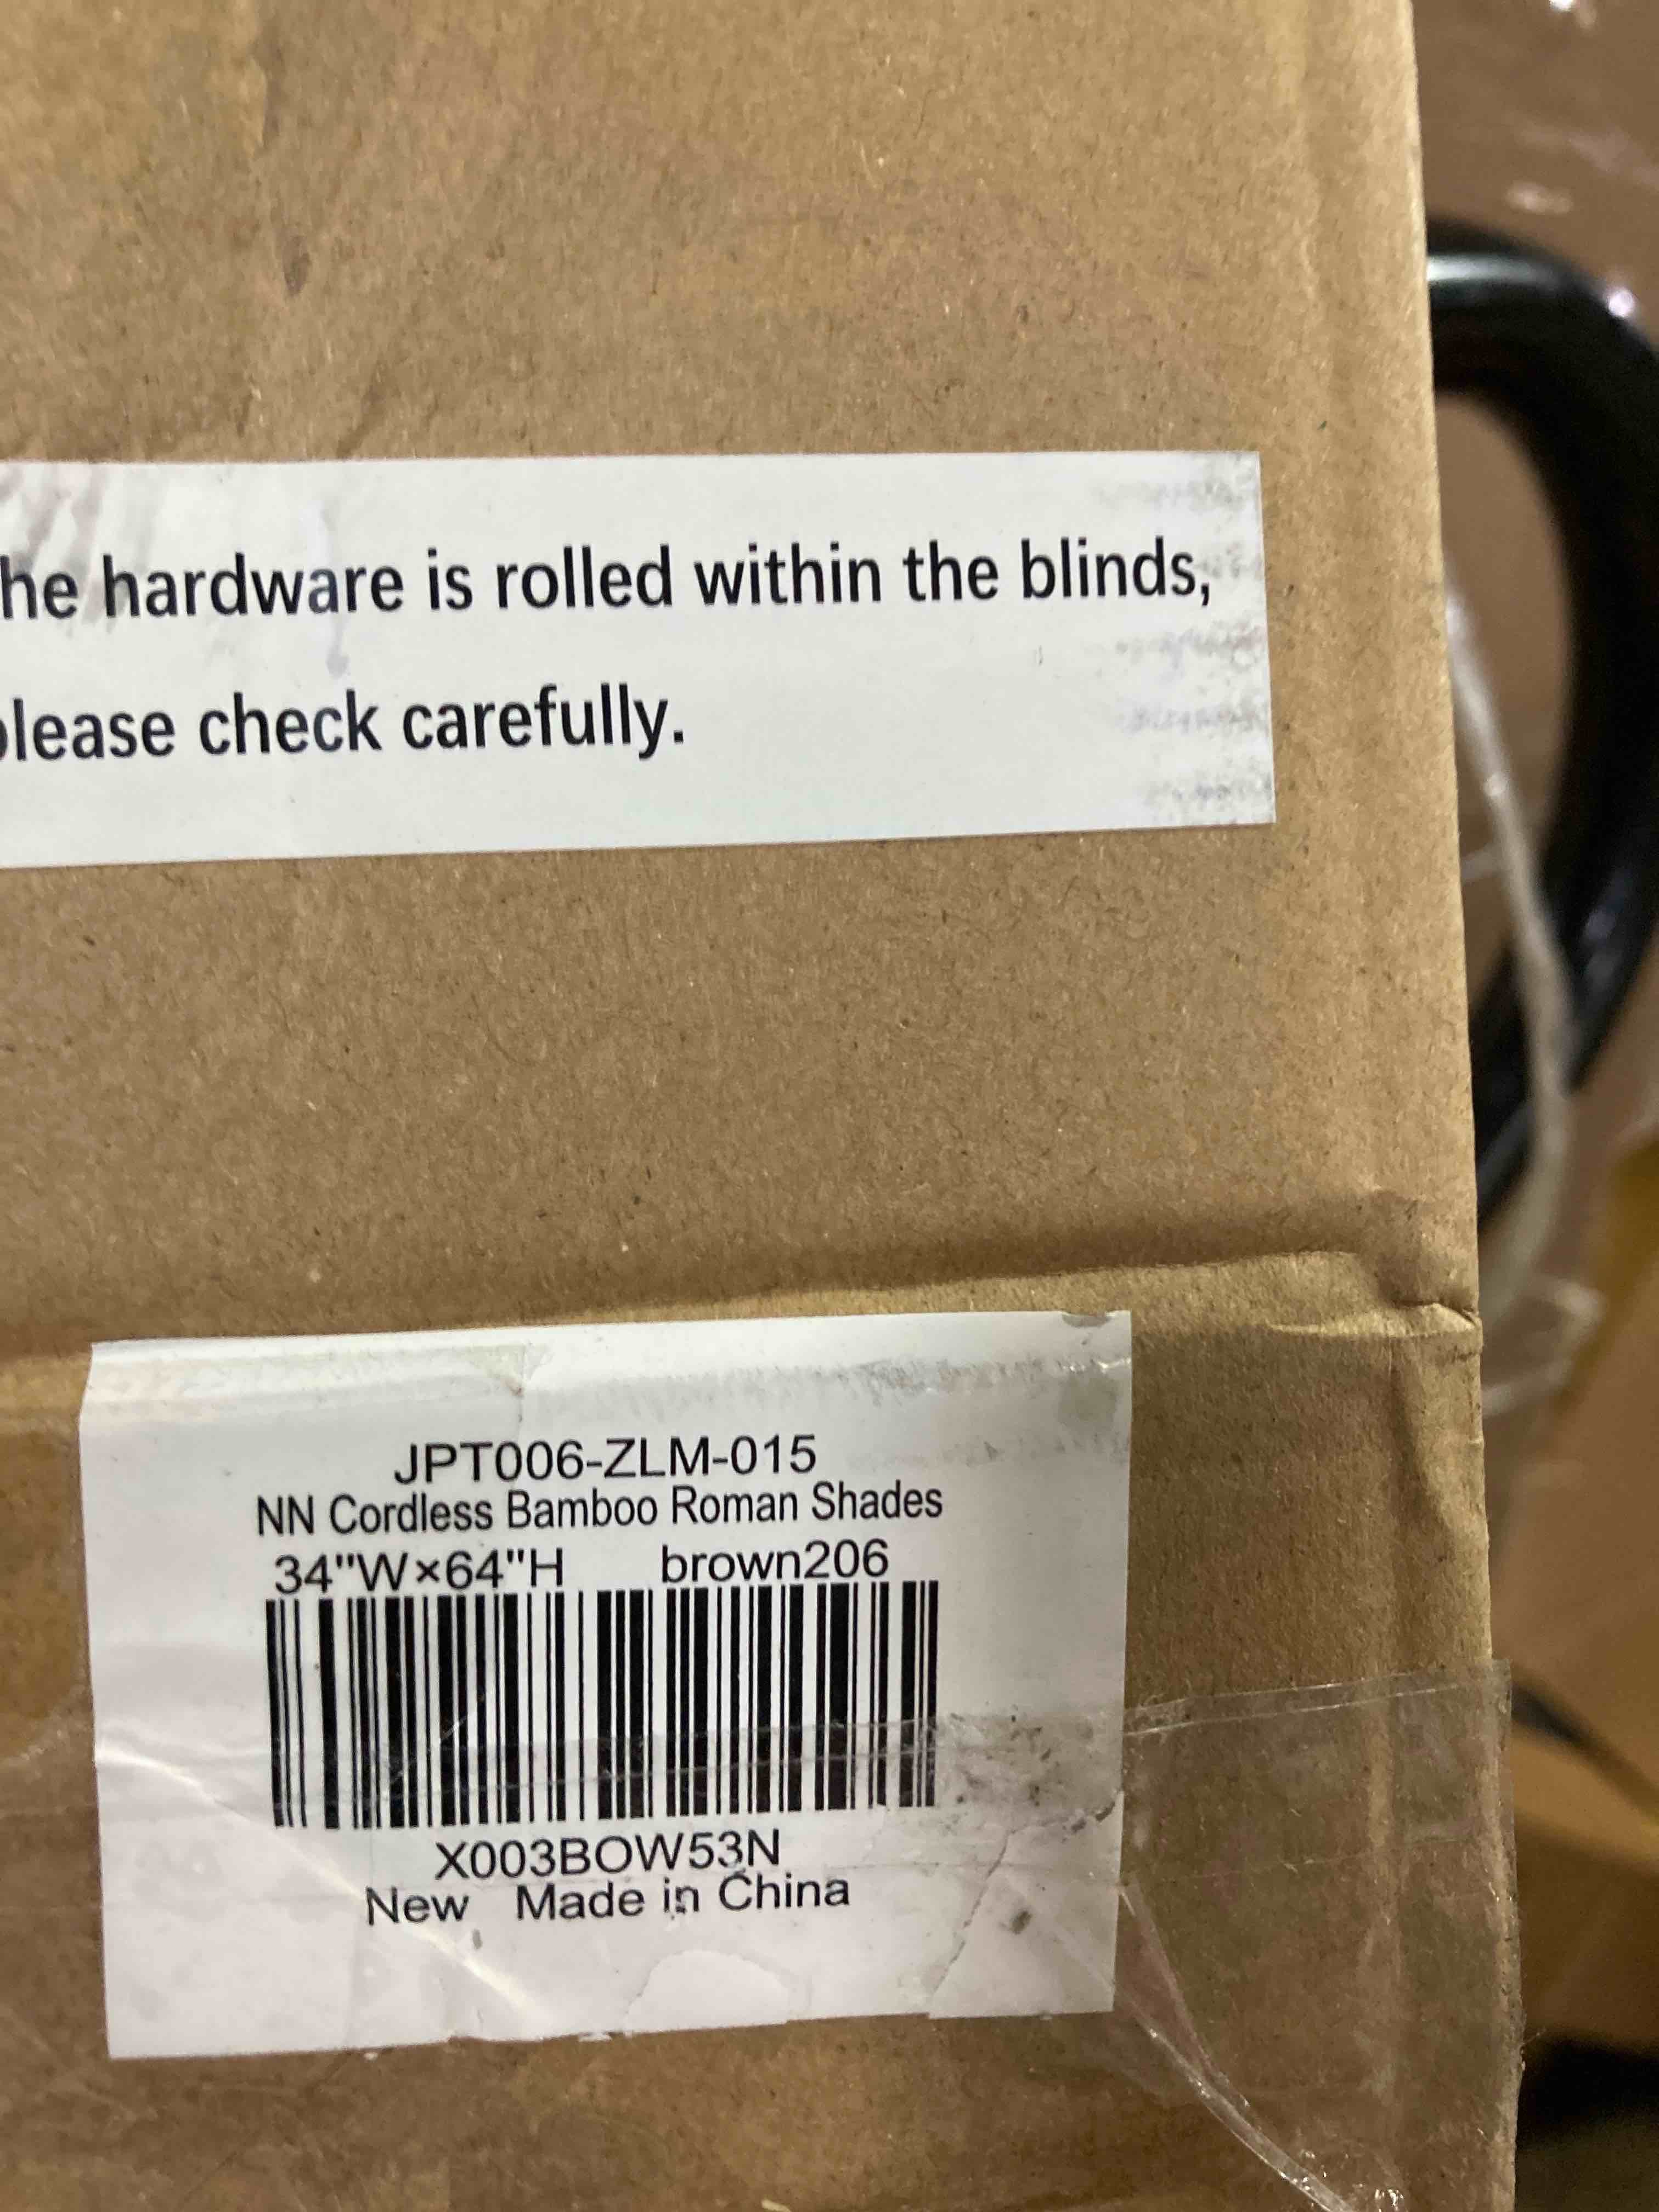 he hardware is rolled within the blinds,
please check carefully.
JPT006-ZLM-015
NN Cordless Bamboo Roman Shades
34"W×64"H brown206
X003BOW53N
New Made in China